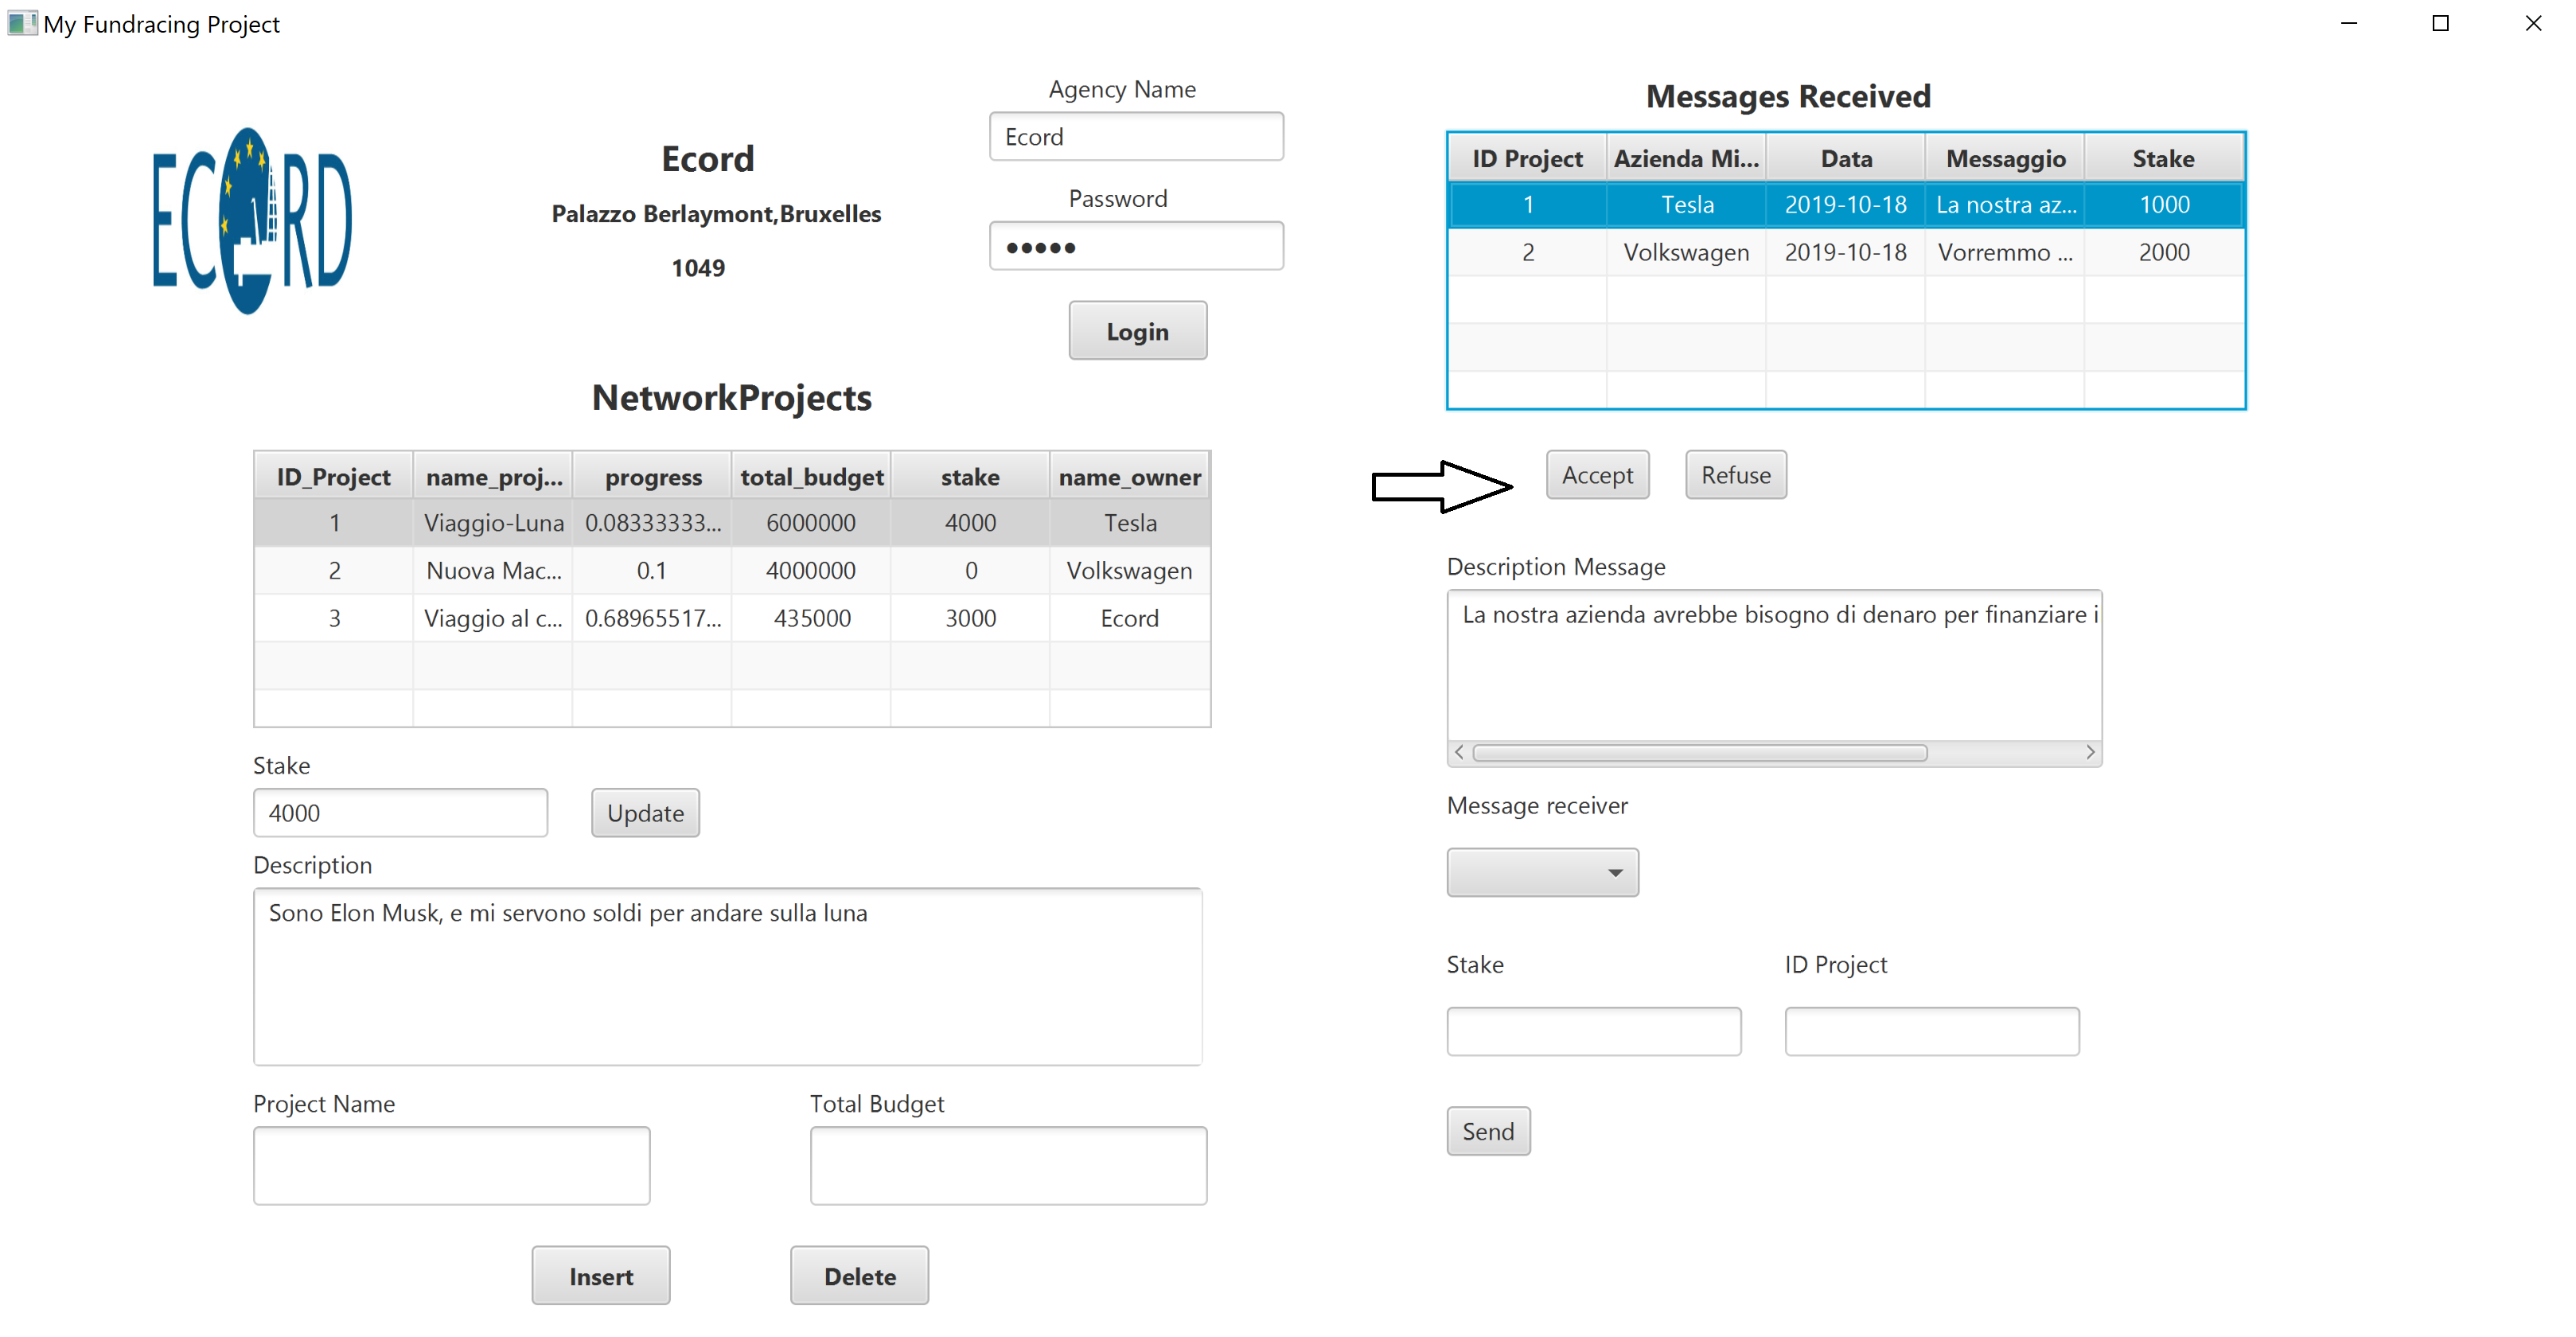 My Fundracing Project
ECORD
Ecord
Palazzo Berlaymont,Bruxelles
1049
Agency Name
Ecord
Password
●●●●●
Login
NetworkProjects
ID_Project name_proj... progress total_budget stake name_owner
1 Viaggio-Luna 0.08333333... 6000000 4000 Tesla
2 Nuova Mac... 0.1 4000000 0 Volkswagen
3 Viaggio al c... 0.68965517... 435000 3000 Ecord
Stake
4000 Update
Description
Sono Elon Musk, e mi servono soldi per andare sulla luna
Project Name Total Budget
Insert Delete
Messages Received
ID Project Azienda Mi... Data Messaggio Stake
1 Tesla 2019-10-18 La nostra az... 1000
2 Volkswagen 2019-10-18 Vorremmo ... 2000
Accept Refuse
Description Message
La nostra azienda avrebbe bisogno di denaro per finanziare i
Message receiver
Stake ID Project
Send